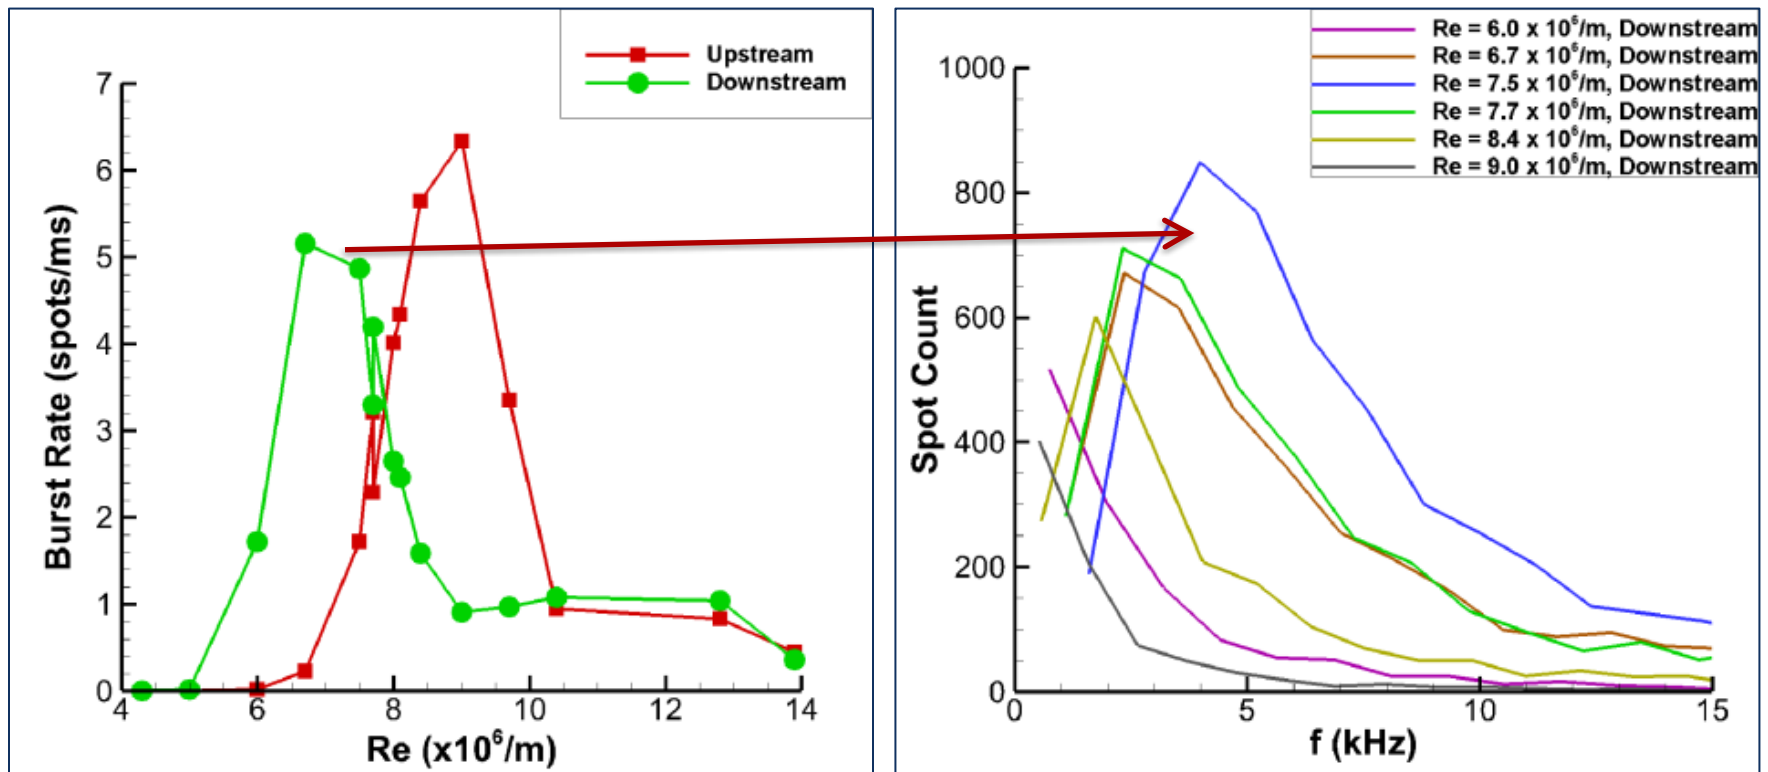 Upstream
Downstream
7
6
5
4
3
2
1
0
4
6
8
10
12
14
Burst Rate (spots/ms)
Re (x10⁶/m)
Re = 6.0 x 10⁶/m, Downstream
Re = 6.7 x 10⁶/m, Downstream
Re = 7.5 x 10⁶/m, Downstream
Re = 7.7 x 10⁶/m, Downstream
Re = 8.4 x 10⁶/m, Downstream
Re = 9.0 x 10⁶/m, Downstream
1000
800
600
400
200
0
0
5
10
15
Spot Count
f (kHz)